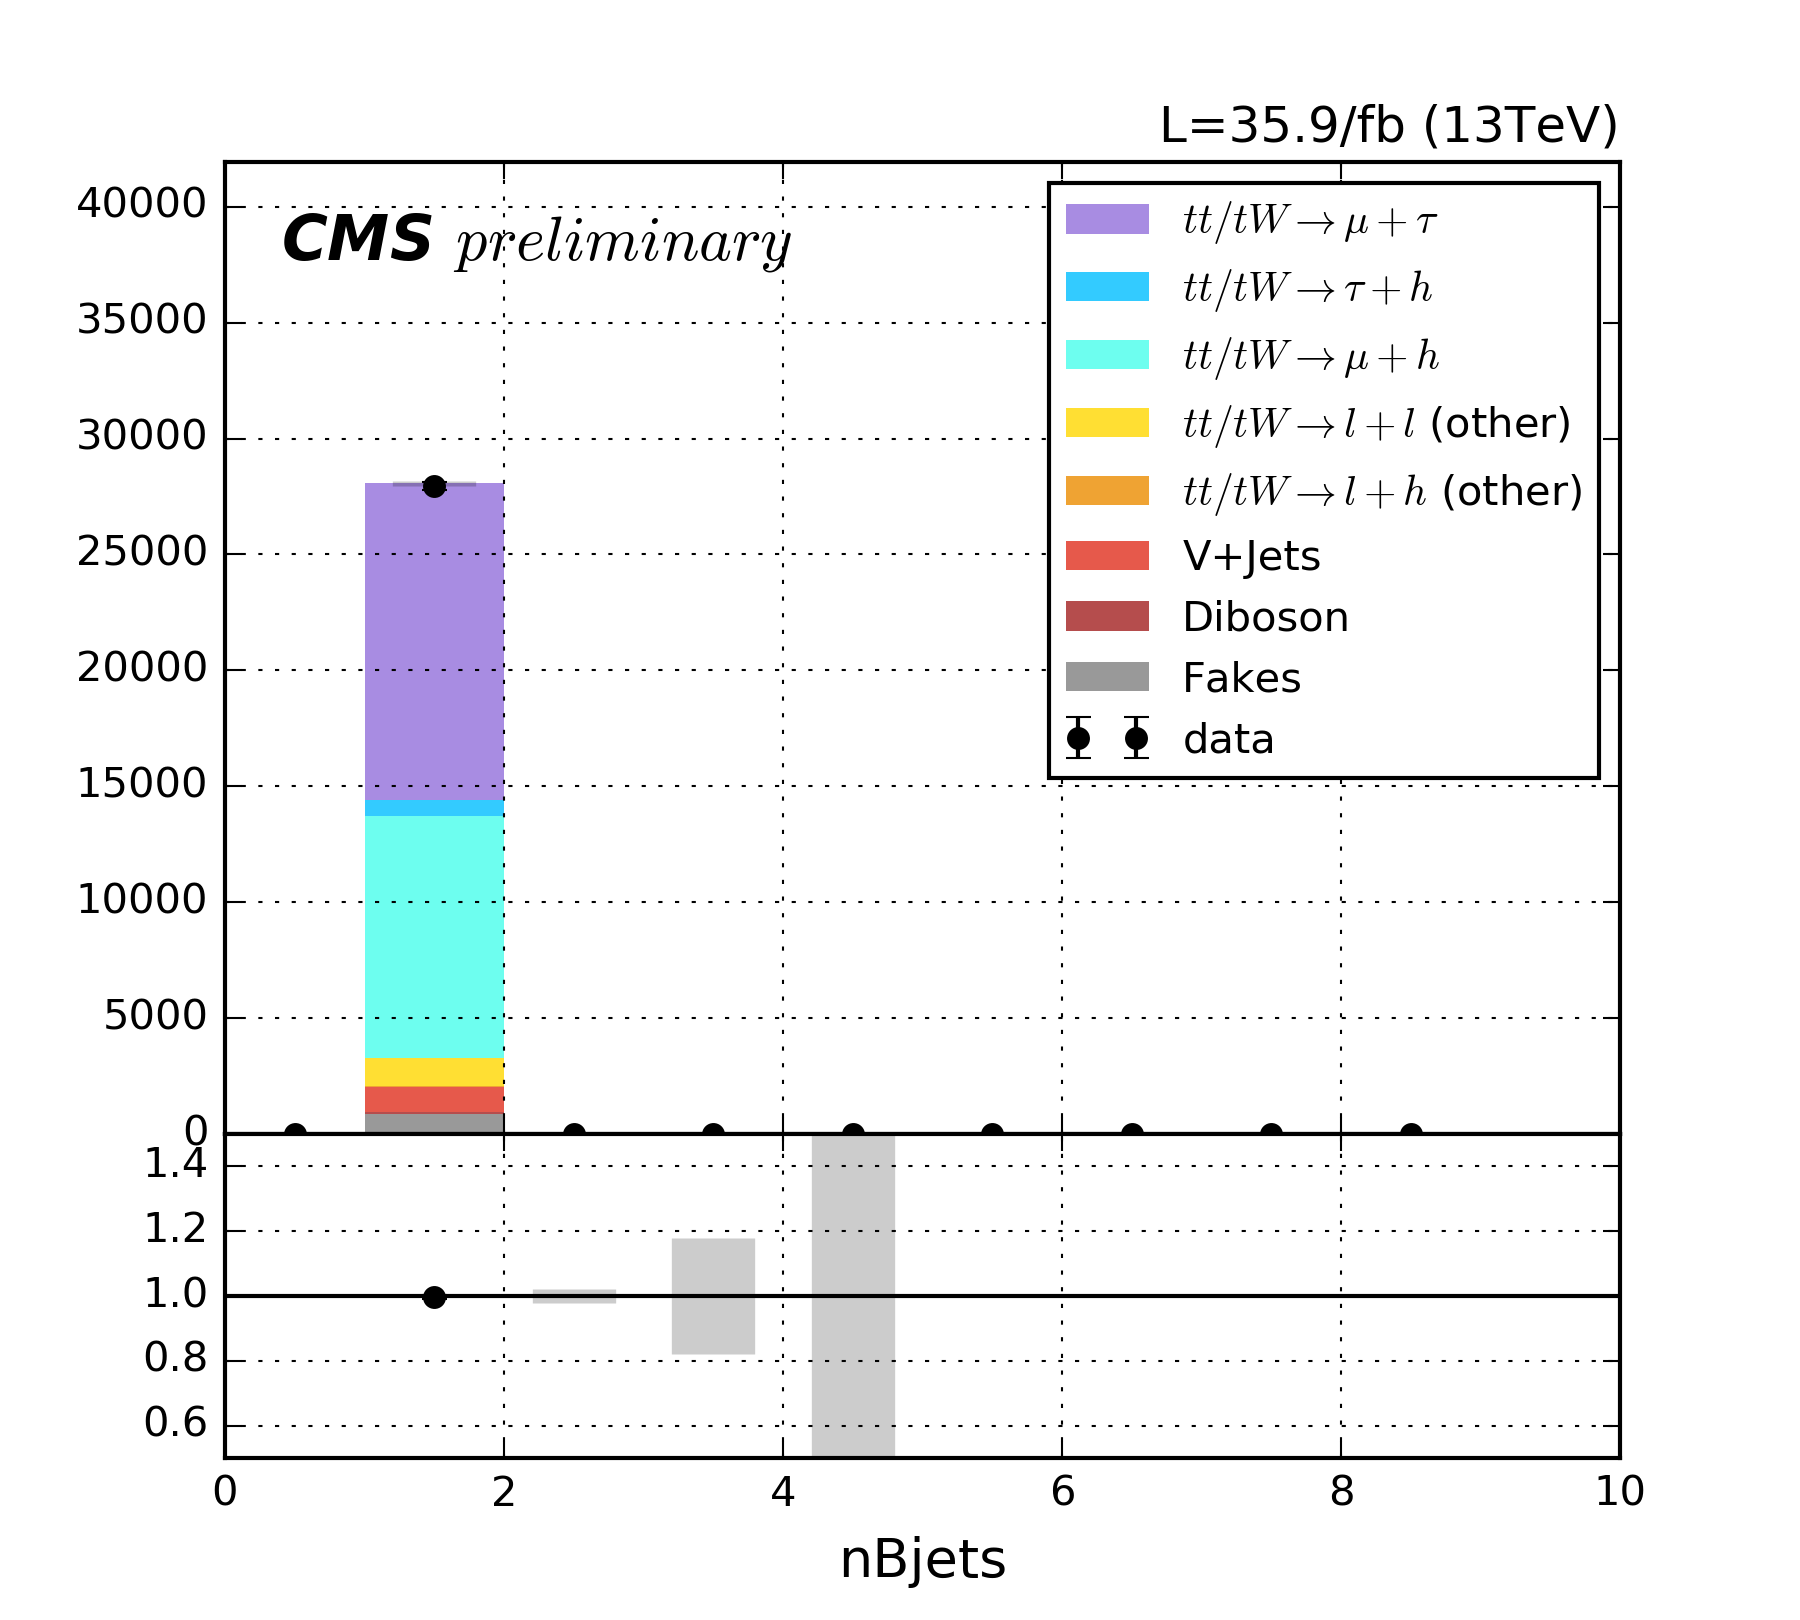 L=35.9/fb (13TeV)
CMS preliminary
40000
35000
30000
25000
20000
15000
10000
5000
0
tt/tW → μ + τ
tt/tW → τ + h
tt/tW → μ + h
tt/tW → l + l (other)
tt/tW → l + h (other)
V+Jets
Diboson
Fakes
data
1.4
1.2
1.0
0.8
0.6
0 2 4 6 8 10
nBjets